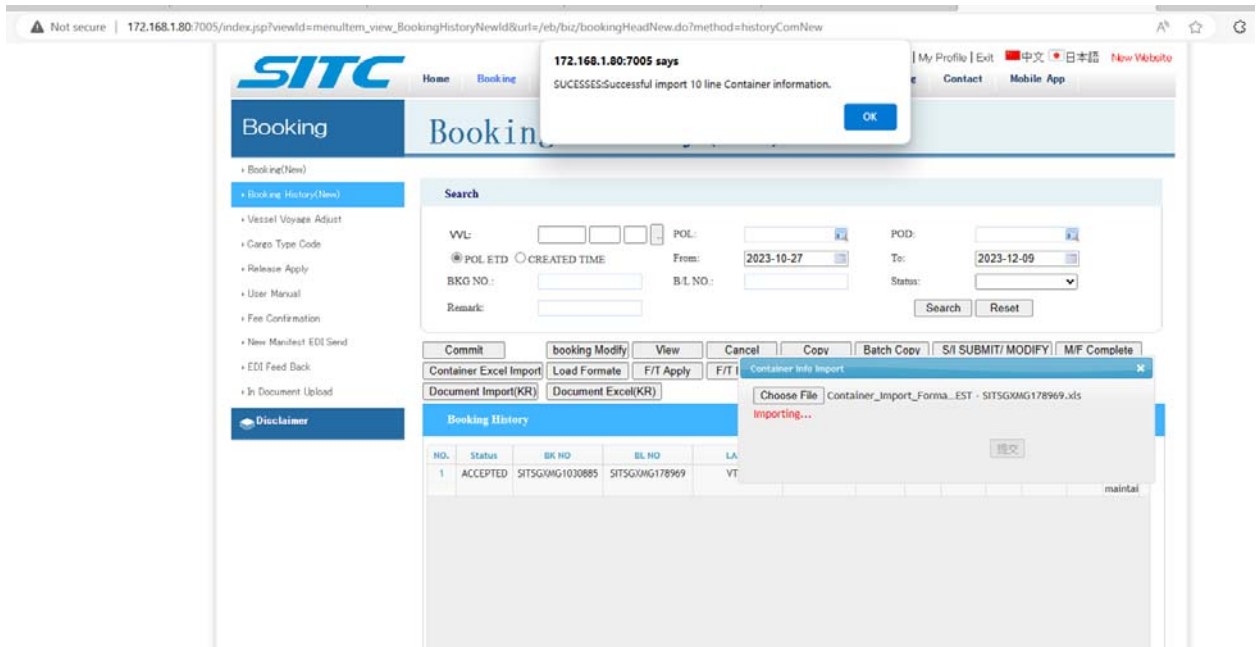 Not secure | 172.168.1.80:7005/index.jsp?viewId=menuItem_view_BookingHistoryNewId&url=/eb/biz/bookingHeadNew.do?method=historyComNew
SITC
| My Profile | Exit 中文 日本語 New Website
Home Booking Contact Mobile App
172.168.1.80:7005 says
SUCESSES:Successful import 10 line Container information.
OK
Booking
Booking
Booking(New)
Booking History(New)
Vessel Voyage Adjust
Cargo Type Code
Release Apply
User Manual
Fee Confirmation
New Manifest EDI Send
EDI Feed Back
In Document Upload
Disclaimer
Search
VVL: .. POL: POD:
POL ETD CREATED TIME From: 2023-10-27 To: 2023-12-09
BKG NO.: B/L NO.: Status:
Remark: Search Reset
Commit booking Modify View Cancel Copy Batch Copy S/I SUBMIT/ MODIFY M/F Complete
Container Excel Import Load Formate F/T Apply F/T
Document Import(KR) Document Excel(KR)
Container Info Import ×
Choose File Container_Import_Forma...EST - SITSGXMG178969.xls
Importing...
提交
Booking History
NO. Status BK NO BL NO LA
1 ACCEPTED SITSGXMG1030885 SITSGXMG178969 VT
maintai